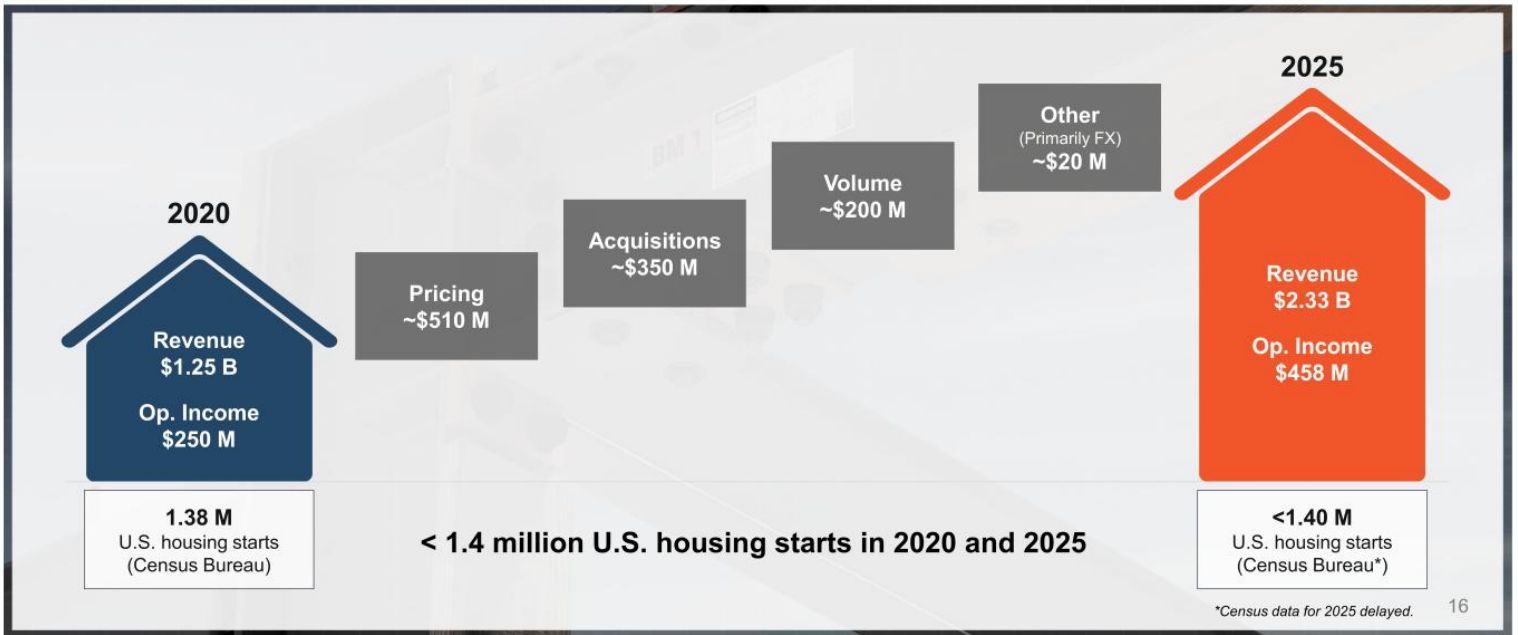 2020
Revenue
$1.25 B
Op. Income
$250 M
1.38 M
U.S. housing starts
(Census Bureau)
Pricing
~$510 M
Acquisitions
~$350 M
Volume
~$200 M
Other
(Primarily FX)
~$20 M
BM 1
2025
Revenue
$2.33 B
Op. Income
$458 M
<1.40 M
U.S. housing starts
(Census Bureau*)
< 1.4 million U.S. housing starts in 2020 and 2025
*Census data for 2025 delayed.
16